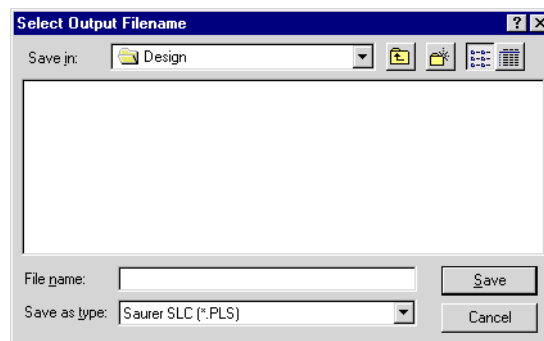 Select Output Filename
Save in: Design
File name:
Save
Save as type: Saurer SLC (*.PLS)
Cancel